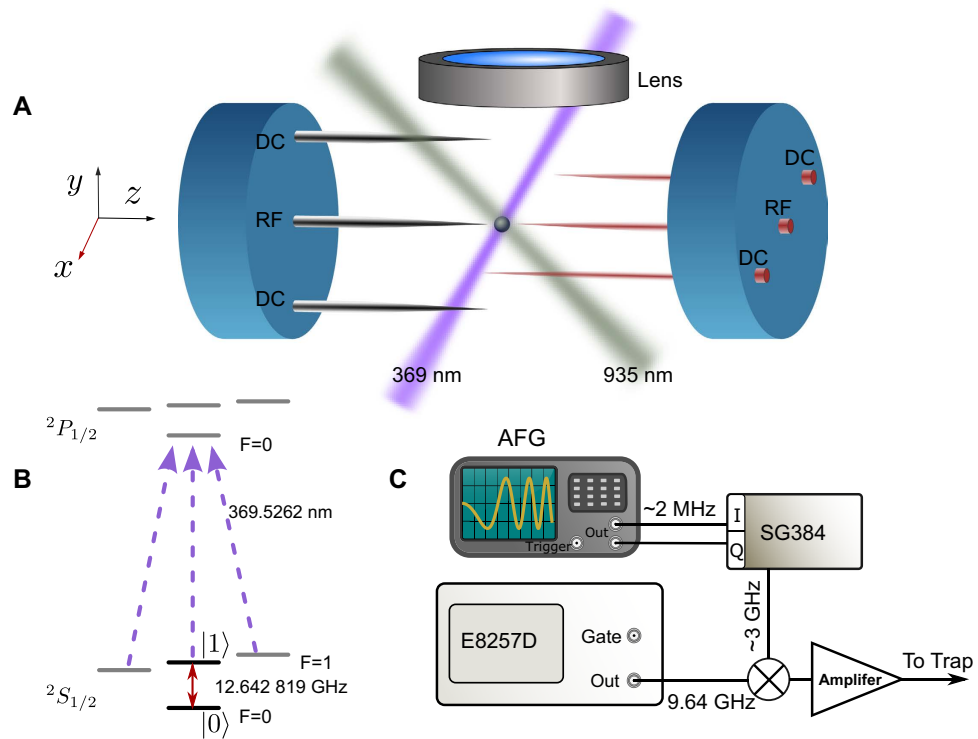 A
Lens
DC
RF
DC
DC
RF
DC
y
z
x
369 nm
935 nm
B
²P₁/₂
F=0
369.5262 nm
|1⟩
F=1
12.642 819 GHz
²S₁/₂
|0⟩
F=0
C
AFG
Out
Trigger
~2 MHz
I
Q
SG384
~3 GHz
E8257D
Gate
Out
9.64 GHz
Amplifer
To Trap